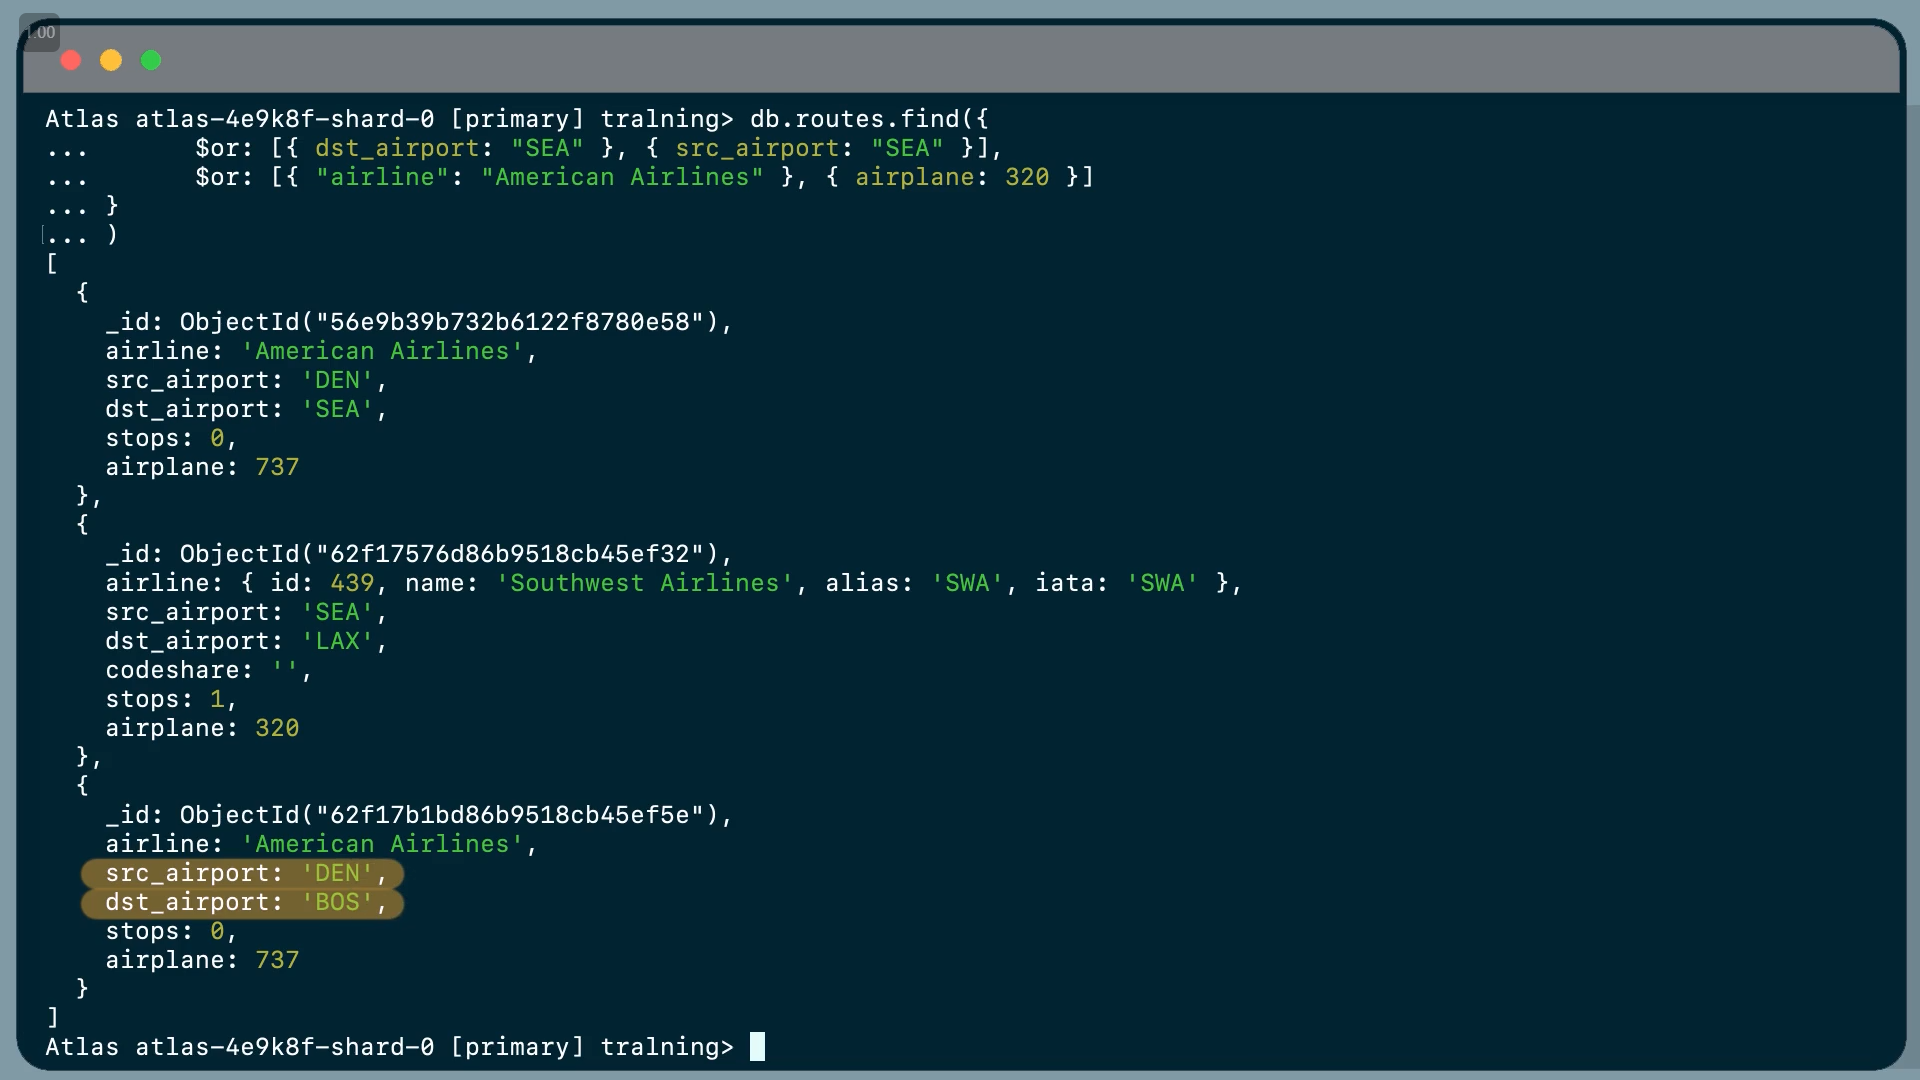 1.00
Atlas atlas-4e9k8f-shard-0 [primary] tralning> db.routes.find({
...       $or: [{ dst_airport: "SEA" }, { src_airport: "SEA" }],
...       $or: [{ "airline": "American Airlines" }, { airplane: 320 }]
... }
[... )
[
  {
    _id: ObjectId("56e9b39b732b6122f8780e58"),
    airline: 'American Airlines',
    src_airport: 'DEN',
    dst_airport: 'SEA',
    stops: 0,
    airplane: 737
  },
  {
    _id: ObjectId("62f17576d86b9518cb45ef32"),
    airline: { id: 439, name: 'Southwest Airlines', alias: 'SWA', iata: 'SWA' },
    src_airport: 'SEA',
    dst_airport: 'LAX',
    codeshare: '',
    stops: 1,
    airplane: 320
  },
  {
    _id: ObjectId("62f17b1bd86b9518cb45ef5e"),
    airline: 'American Airlines',
    src_airport: 'DEN',
    dst_airport: 'BOS',
    stops: 0,
    airplane: 737
  }
]
Atlas atlas-4e9k8f-shard-0 [primary] tralning>